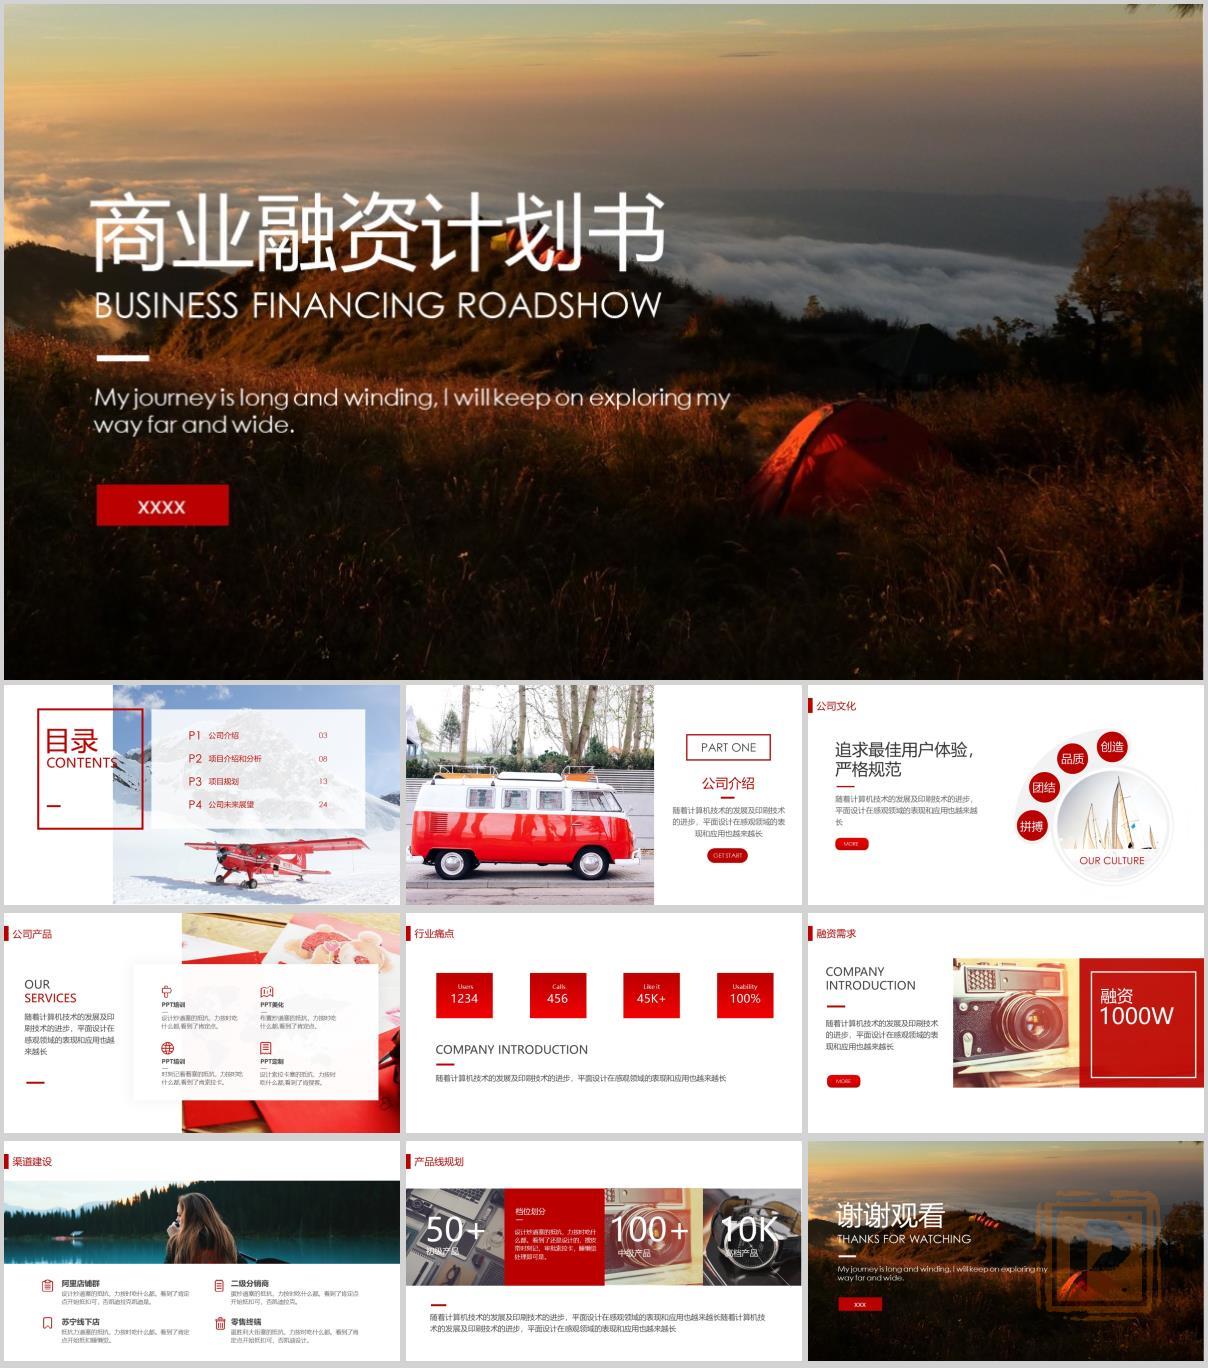 商业融资计划书
BUSINESS FINANCING ROADSHOW
My journey is long and winding, I will keep on exploring my
way far and wide.
xxxx
目录
CONTENTS
P1 公司介绍 03
P2 项目介绍和分析 08
P3 项目规划 13
P4 公司未来展望 24
PART ONE
公司介绍
随着计算机技术的发展及印刷技术
的进步，平面设计在感观领域的表
现和应用也越来越长
GET START
公司文化
追求最佳用户体验，
严格规范
随着计算机技术的发展及印刷技术的进步，
平面设计在感观领域的表现和应用也越来越
长
MORE
创造
品质
团结
拼搏
OUR CULTURE
公司产品
OUR
SERVICES
随着计算机技术的发展及印
刷技术的进步，平面设计在
感观领域的表现和应用也越
来越长
PPT培训
PPT美化
PPT培训
PPT定制
行业痛点
Users
1234
Calls
456
Like it
45K+
Usability
100%
COMPANY INTRODUCTION
随着计算机技术的发展及印刷技术的进步，平面设计在感观领域的表现和应用也越来越长
融资需求
COMPANY
INTRODUCTION
随着计算机技术的发展及印刷技术
的进步，平面设计在感观领域的表
现和应用也越来越长
MORE
融资
1000W
渠道建设
阿里店铺群
二级分销商
苏宁线下店
零售终端
产品线规划
50+
初级产品
档位划分
100+
中级产品
10K
高档产品
随着计算机技术的发展及印刷技术的进步，平面设计在感观领域的表现和应用也越来越长随着计算机技
术的发展及印刷技术的进步，平面设计在感观领域的表现和应用也越来越长
谢谢观看
THANKS FOR WATCHING
My journey is long and winding, I will keep on exploring my
way far and wide.
xxx